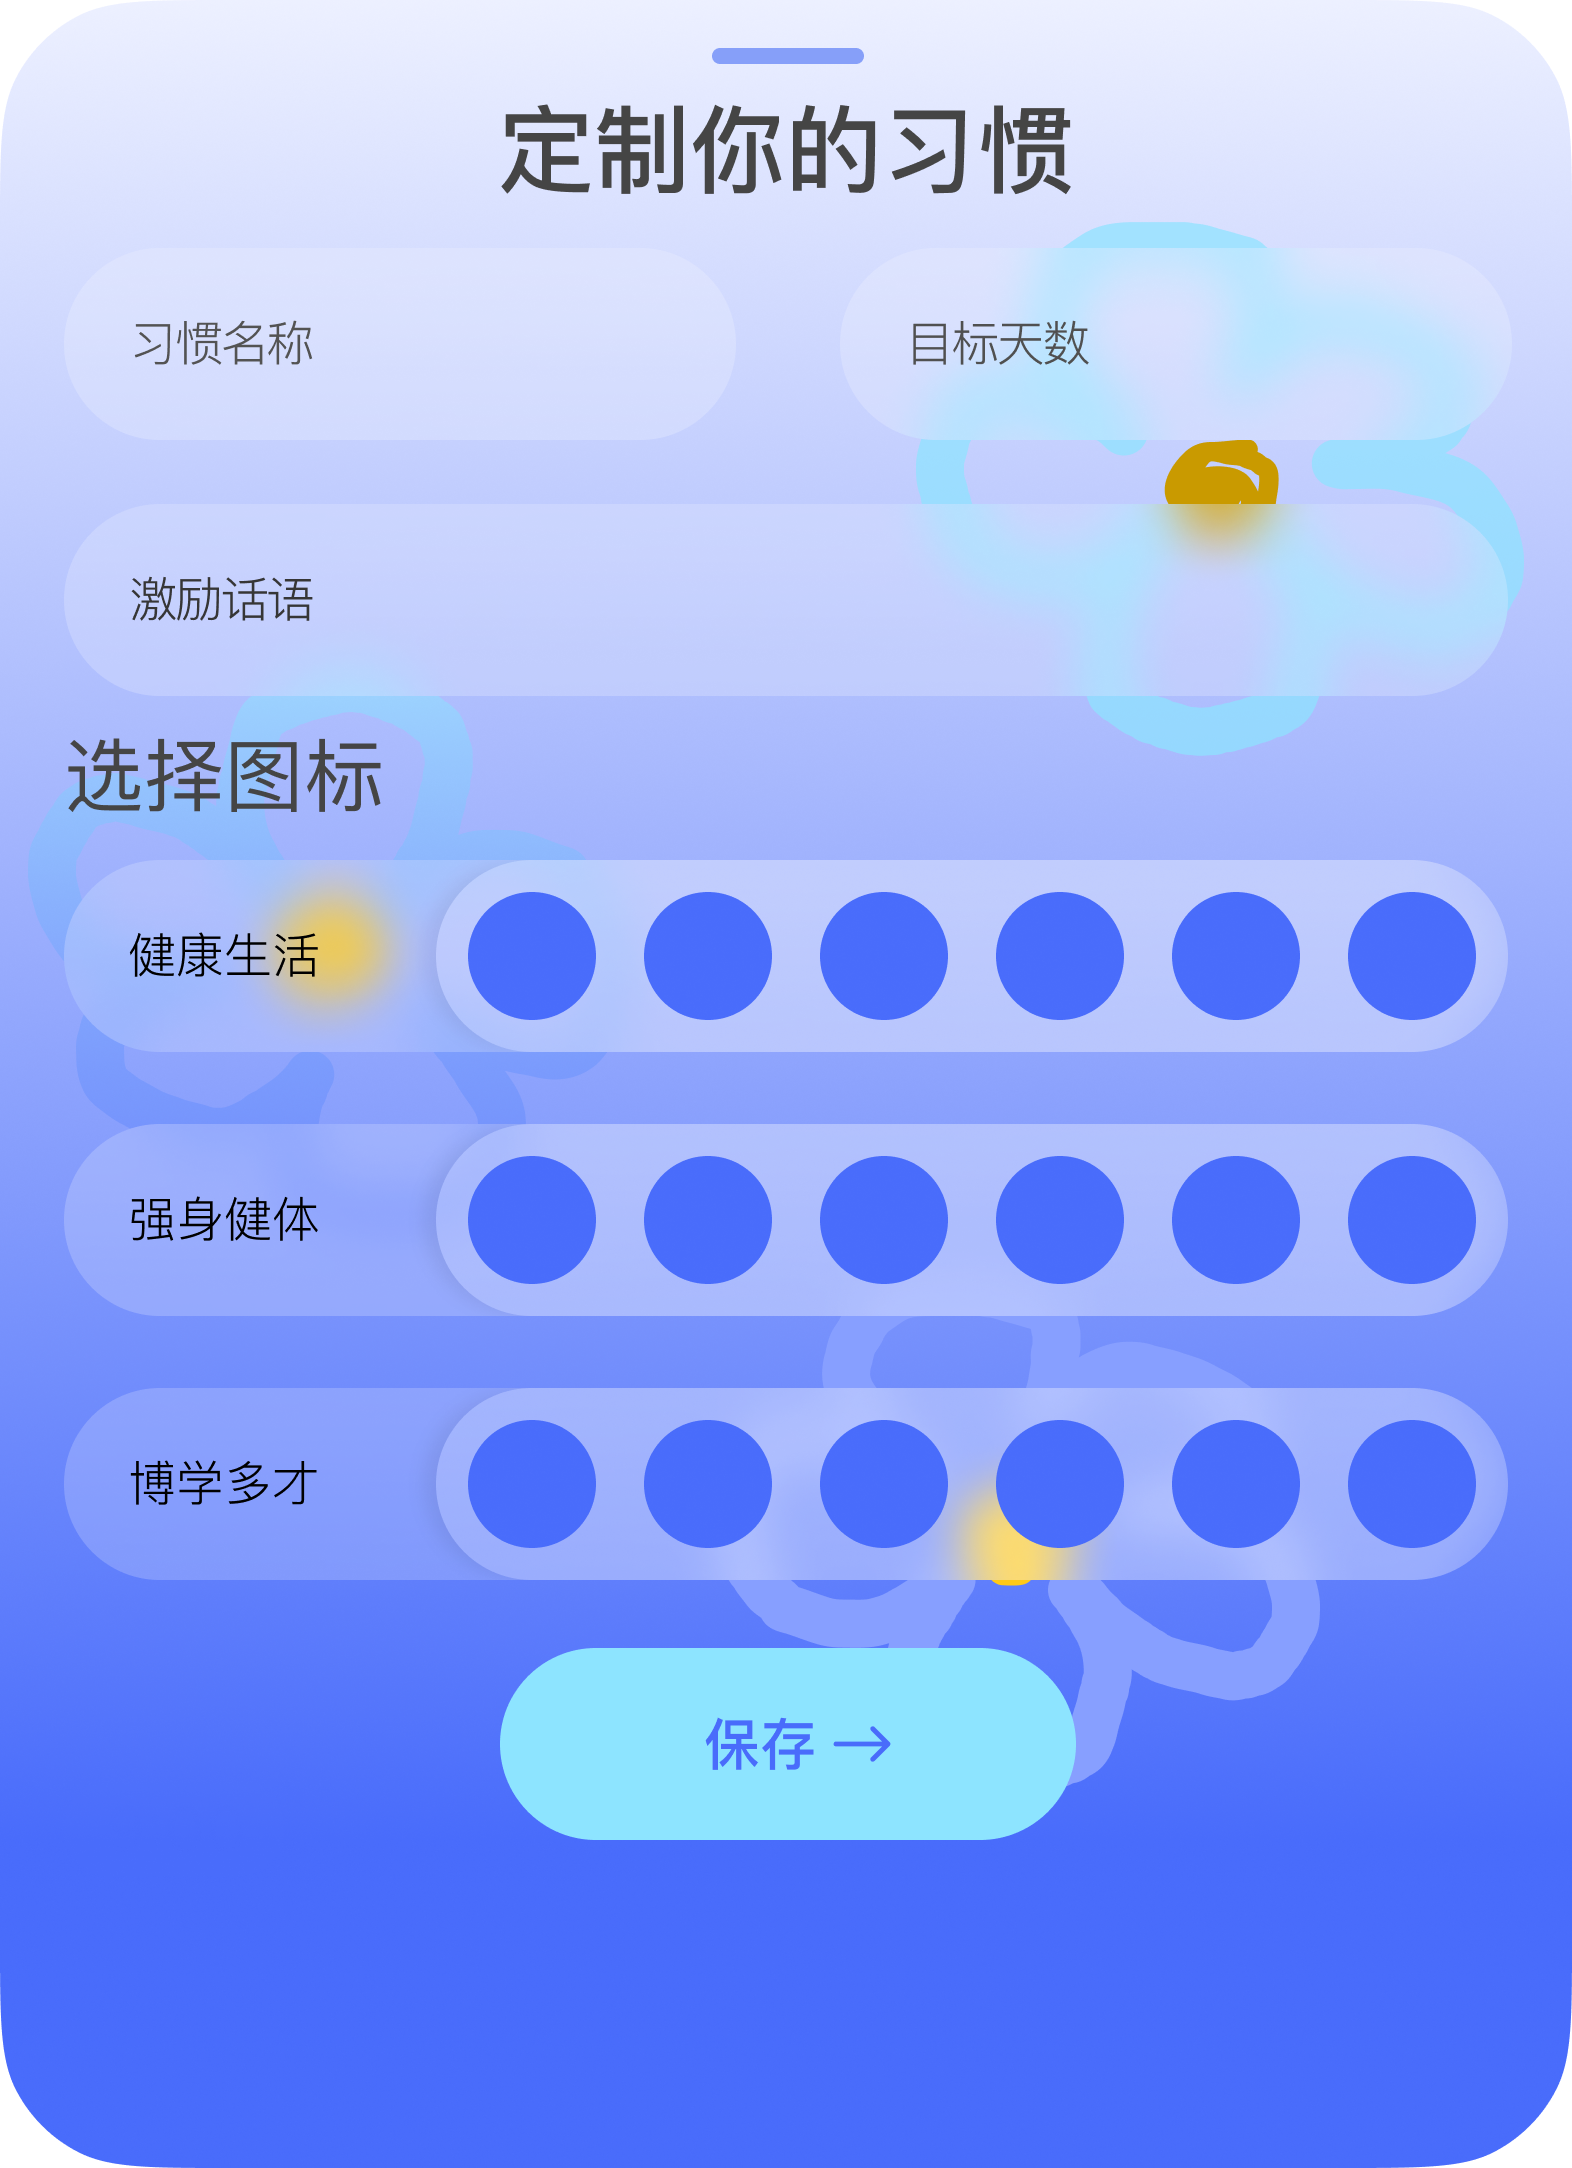 定制你的习惯
习惯名称
目标天数
激励话语
选择图标
健康生活
强身健体
博学多才
保存 →